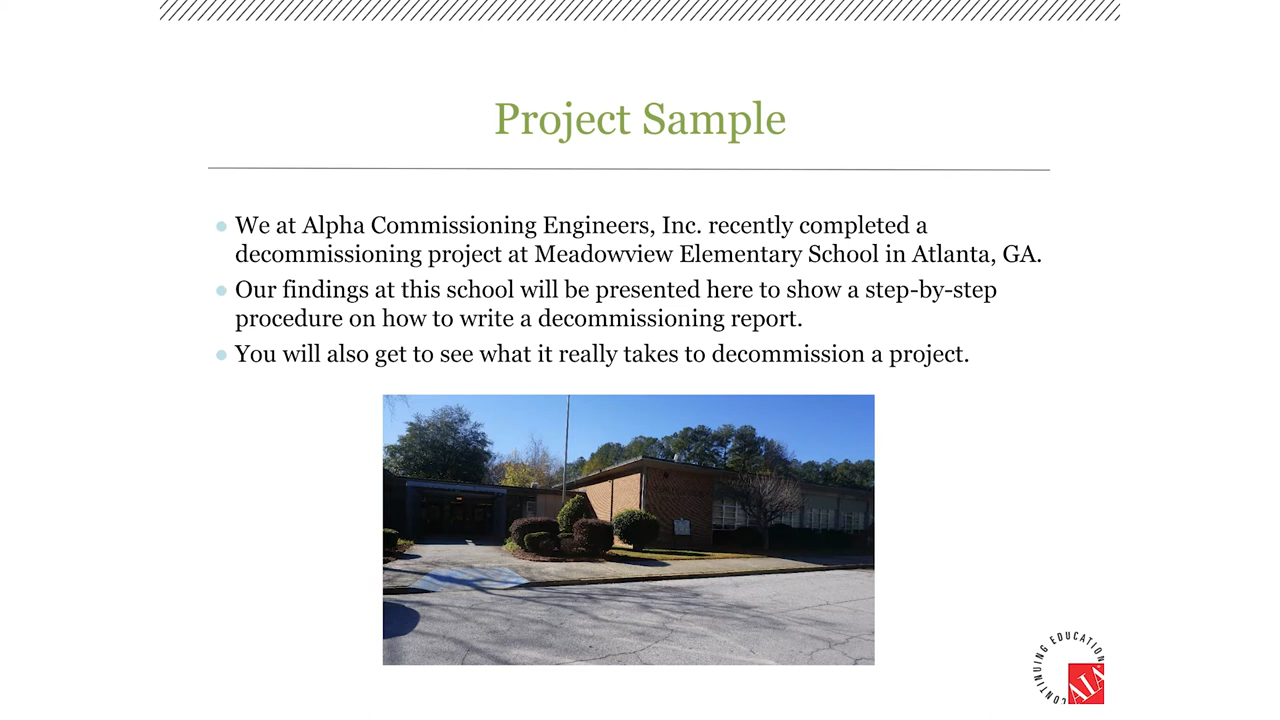 Project Sample
We at Alpha Commissioning Engineers, Inc. recently completed a
decommissioning project at Meadowview Elementary School in Atlanta, GA.
Our findings at this school will be presented here to show a step-by-step
procedure on how to write a decommissioning report.
You will also get to see what it really takes to decommission a project.
CONTINUING EDUCATION
AIA